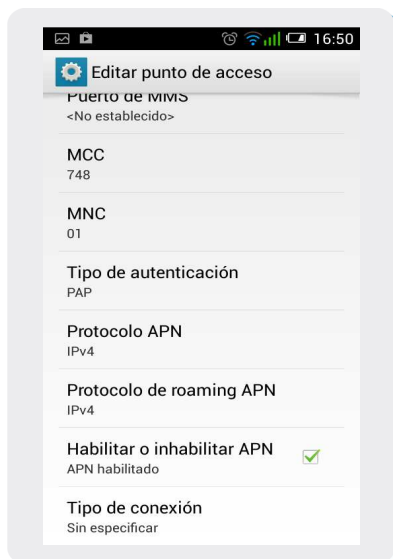 16:50
Editar punto de acceso
Puerto de MMS
<No establecido>
MCC
748
MNC
01
Tipo de autenticación
PAP
Protocolo APN
IPv4
Protocolo de roaming APN
IPv4
Habilitar o inhabilitar APN
APN habilitado
Tipo de conexión
Sin especificar